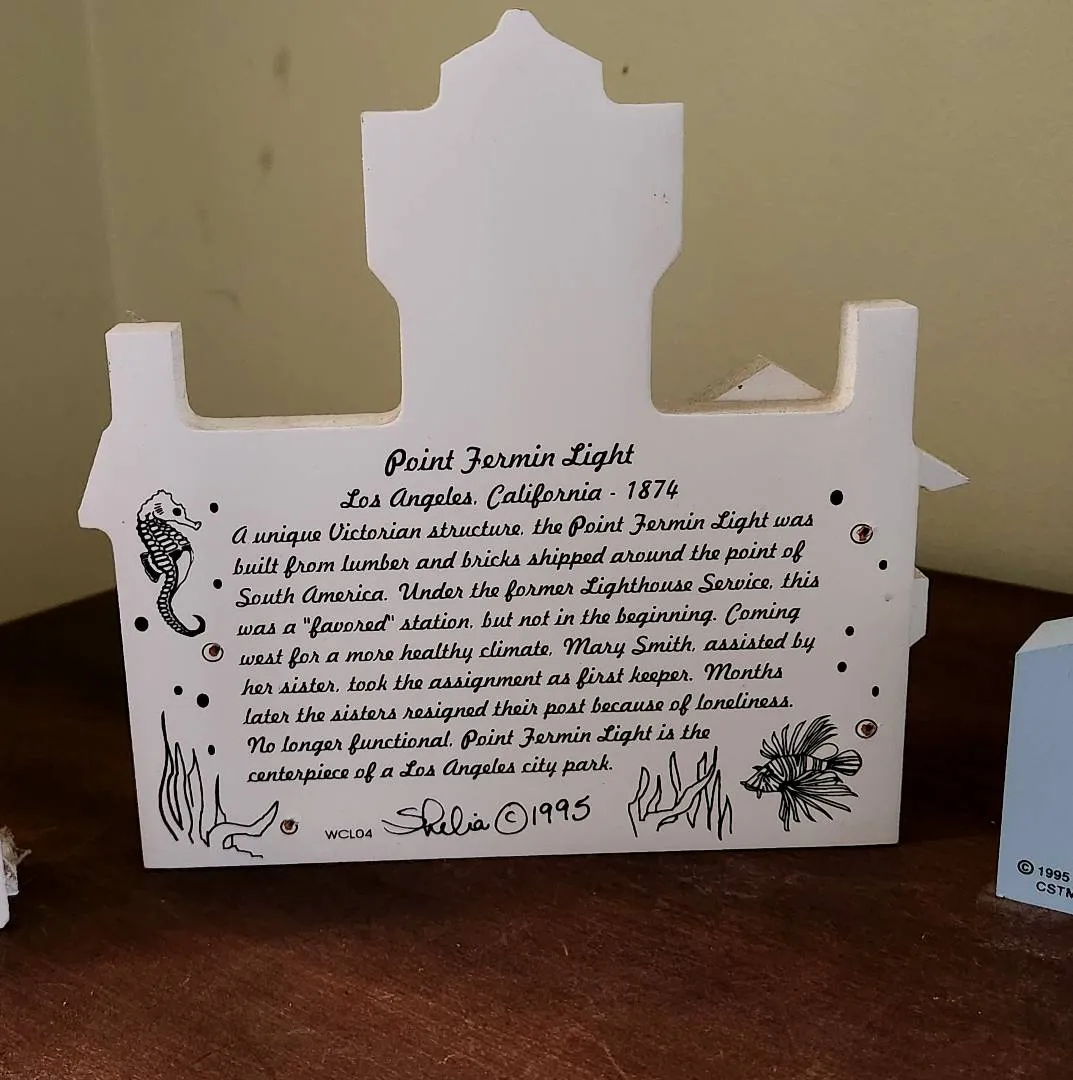 Point Fermin Light
Los Angeles, California - 1874
A unique Victorian structure, the Point Fermin Light was
built from lumber and bricks shipped around the point of
South America. Under the former Lighthouse Service, this
was a "favored" station, but not in the beginning. Coming
west for a more healthy climate, Mary Smith, assisted by
her sister, took the assignment as first keeper. Months
later the sisters resigned their post because of loneliness.
No longer functional, Point Fermin Light is the
centerpiece of a Los Angeles city park.
WCL04 Shelia ©1995
© 1995
CSTM